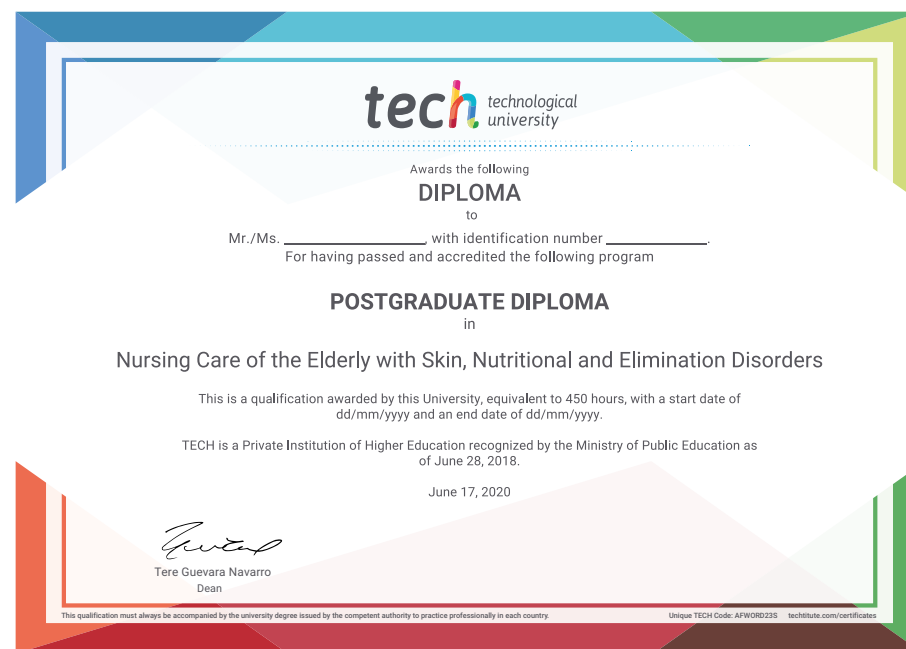 tech technological
university
Awards the following
DIPLOMA
to
Mr./Ms. ____________________, with identification number ______________.
For having passed and accredited the following program
POSTGRADUATE DIPLOMA
in
Nursing Care of the Elderly with Skin, Nutritional and Elimination Disorders
This is a qualification awarded by this University, equivalent to 450 hours, with a start date of
dd/mm/yyyy and an end date of dd/mm/yyyy.
TECH is a Private Institution of Higher Education recognized by the Ministry of Public Education as
of June 28, 2018.
June 17, 2020
Tere Guevara Navarro
Dean
This qualification must always be accompanied by the university degree issued by the competent authority to practice professionally in each country. Unique TECH Code: AFWORD23S techtitute.com/certificates